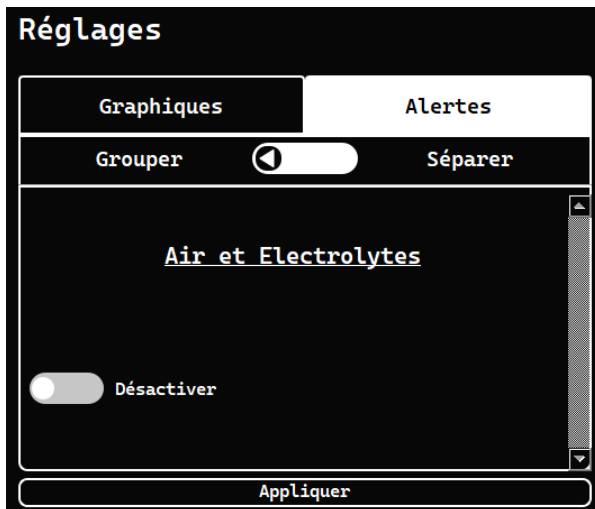 Réglages
Graphiques Alertes
Grouper Séparer
Air et Electrolytes
Désactiver
Appliquer